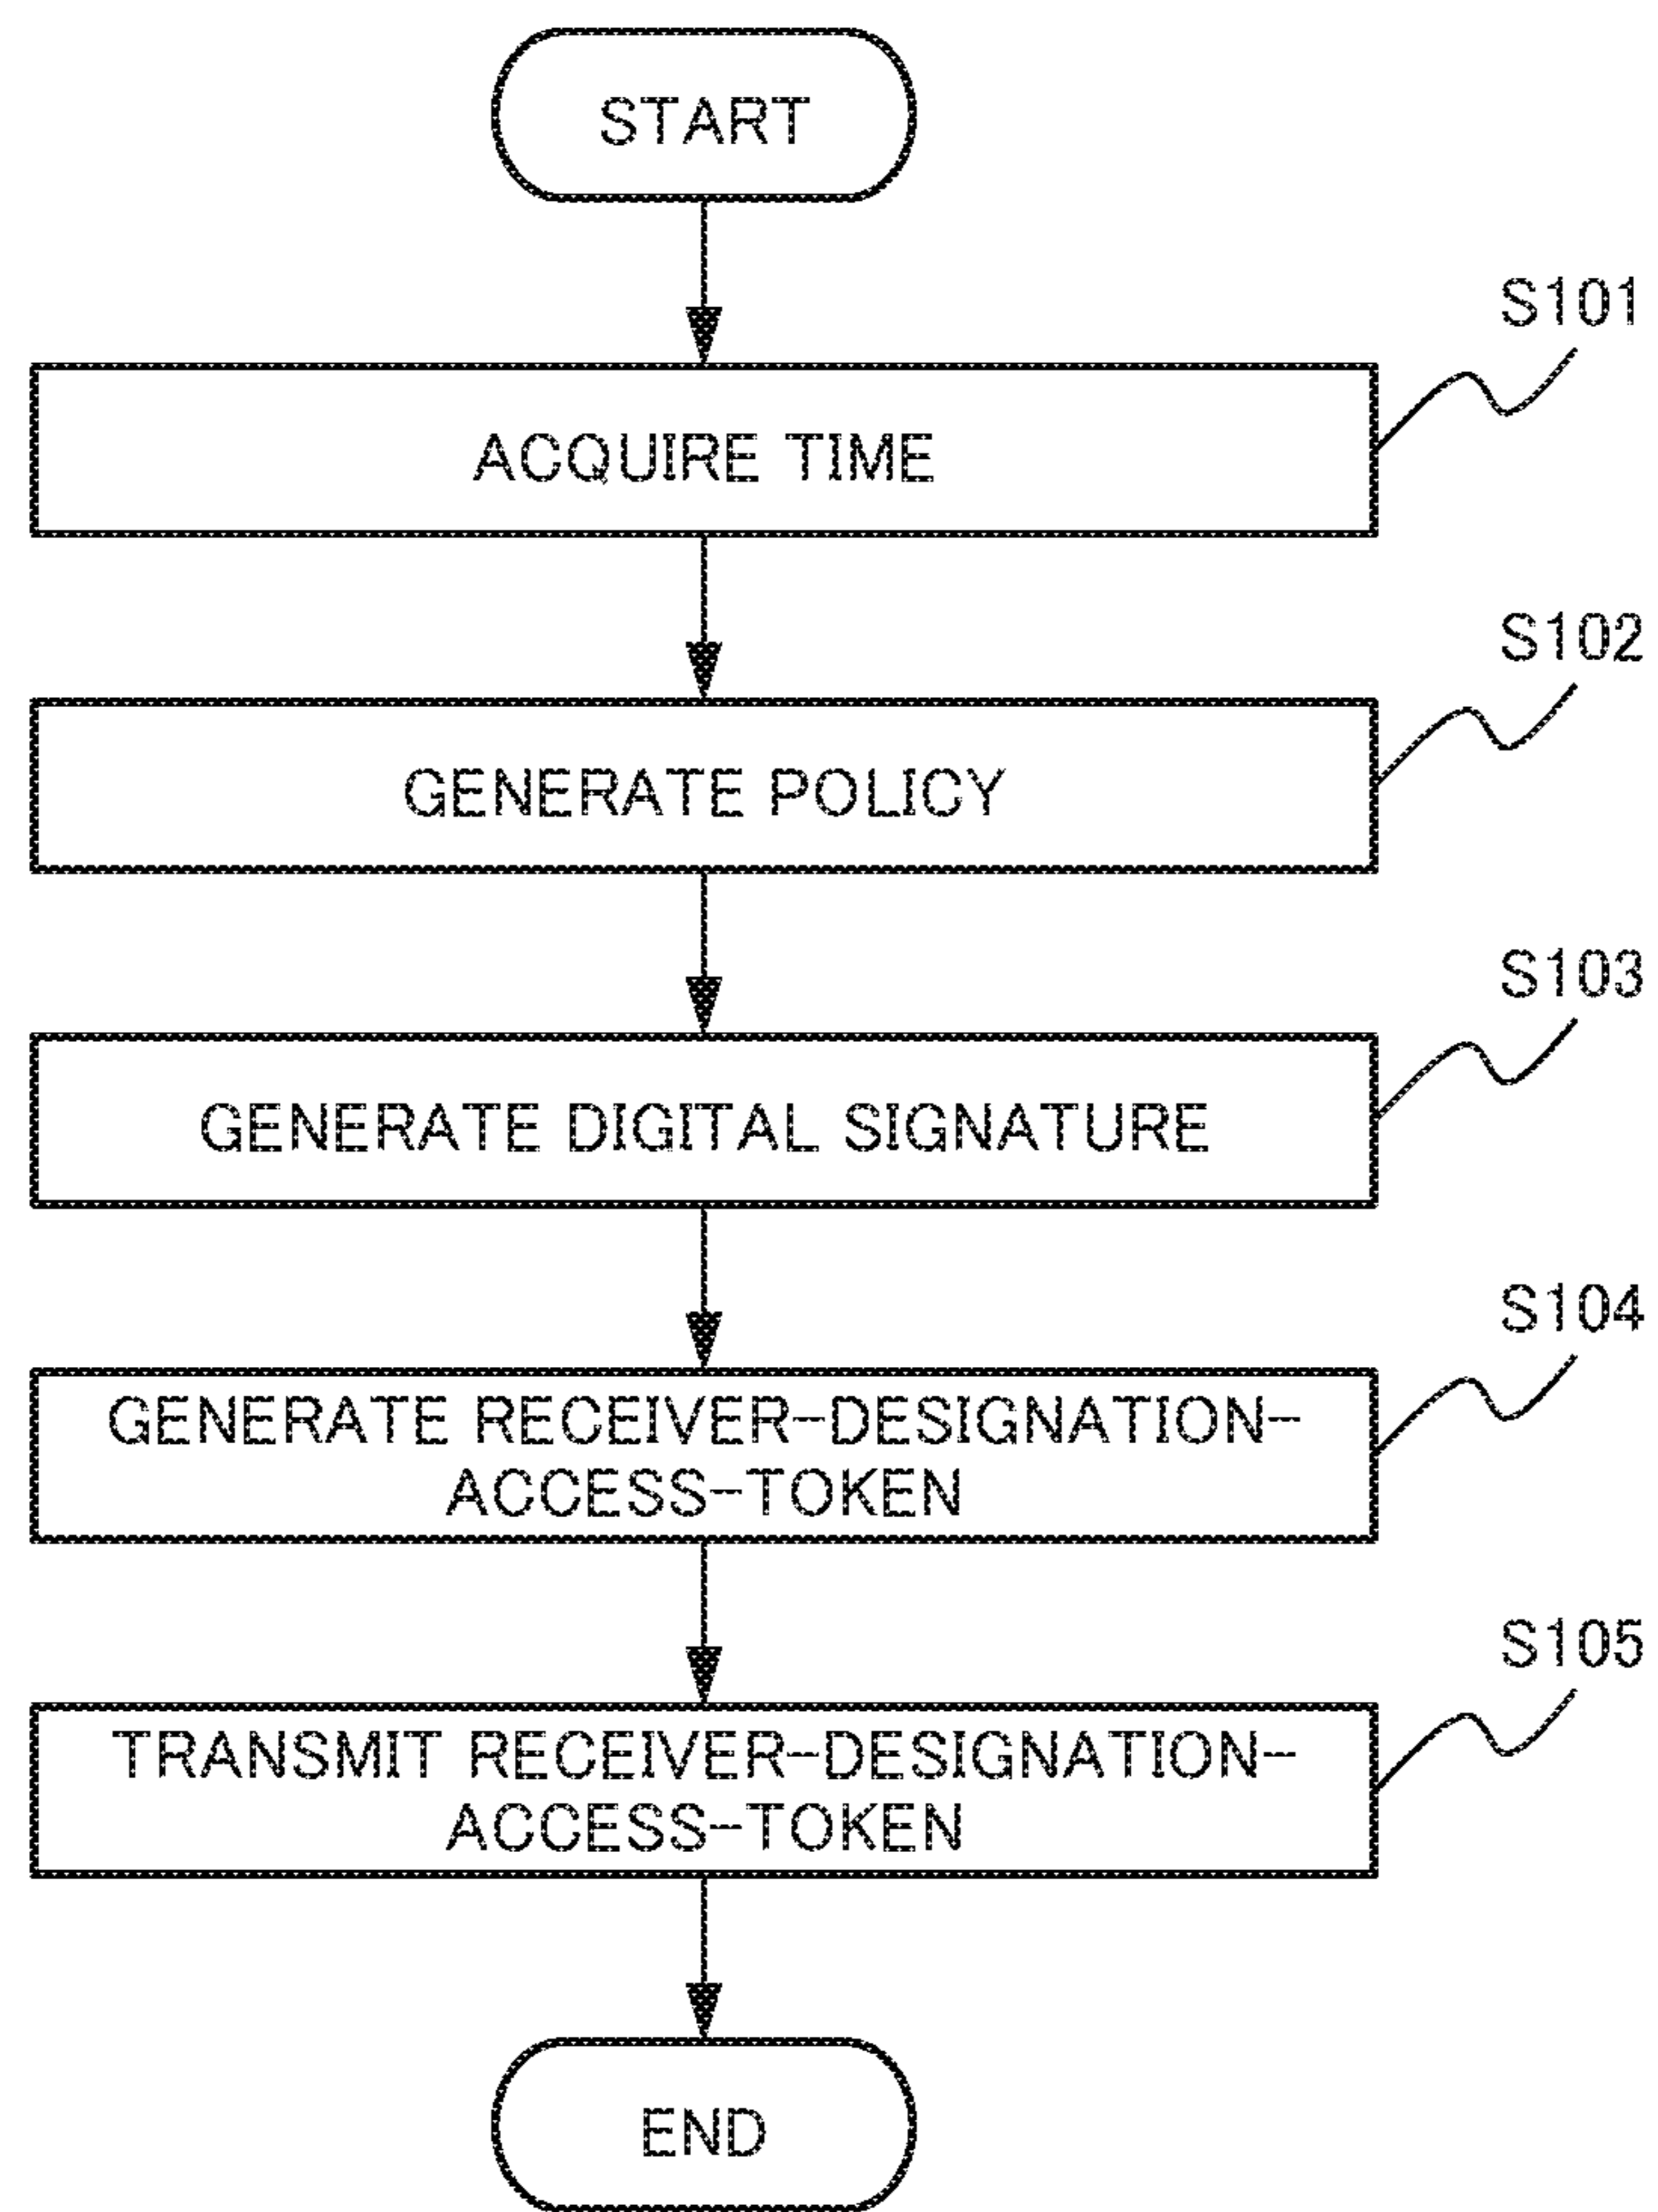 START
S101
ACQUIRE TIME
S102
GENERATE POLICY
S103
GENERATE DIGITAL SIGNATURE
S104
GENERATE RECEIVER-DESIGNATION-
ACCESS-TOKEN
S105
TRANSMIT RECEIVER-DESIGNATION-
ACCESS-TOKEN
END